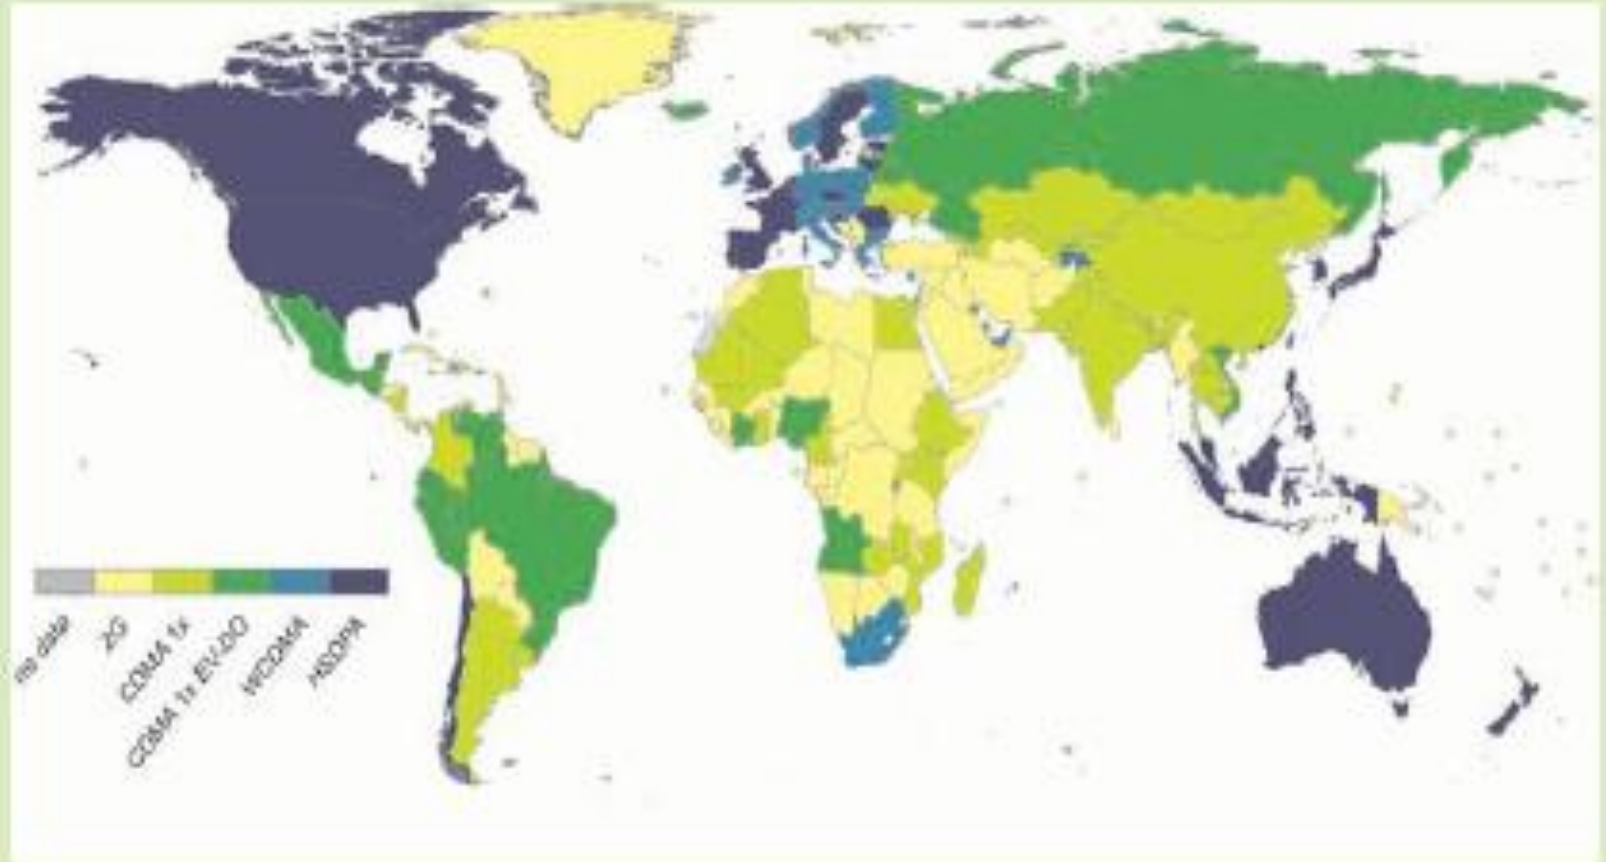 no data
2G
CDMA 1x
CDMA 1x EV-DO
WCDMA
HSDPA